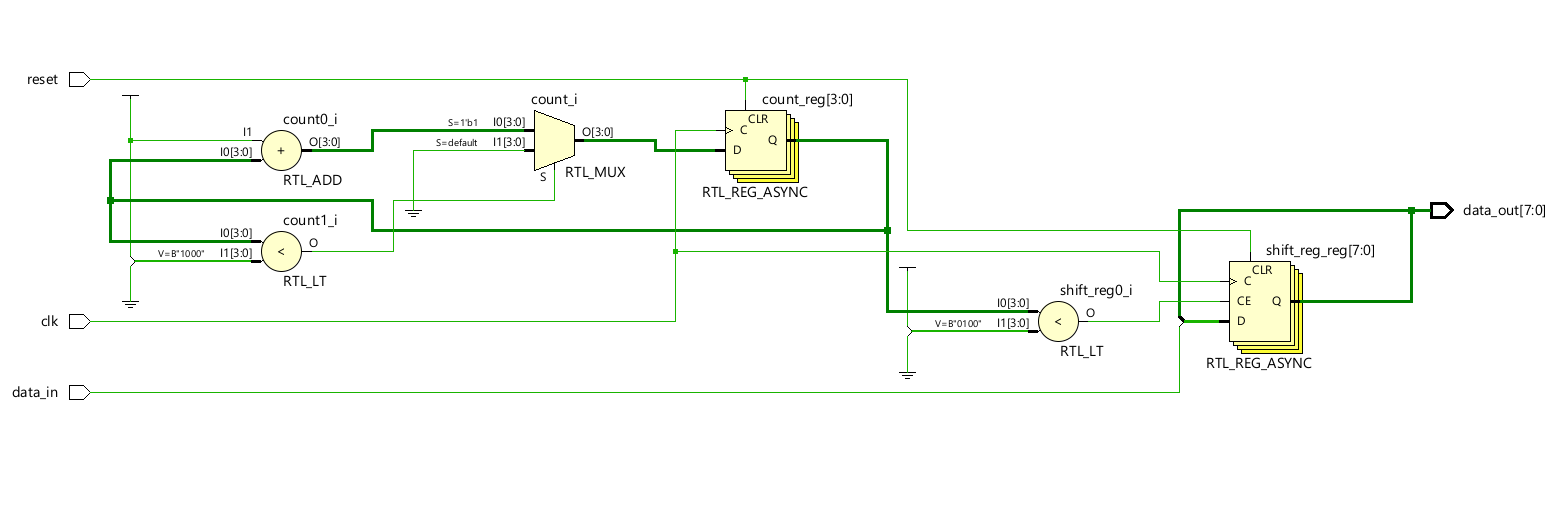 reset
count0_i
I1
I0[3:0]
+
O[3:0]
RTL_ADD
count1_i
I0[3:0]
V=B"1000"
I1[3:0]
<
O
RTL_LT
count_i
S=1'b1
I0[3:0]
S=default
I1[3:0]
O[3:0]
S
RTL_MUX
count_reg[3:0]
CLR
C
D
Q
RTL_REG_ASYNC
clk
shift_reg0_i
I0[3:0]
V=B"0100"
I1[3:0]
<
O
RTL_LT
shift_reg_reg[7:0]
CLR
C
CE
D
Q
RTL_REG_ASYNC
data_out[7:0]
data_in